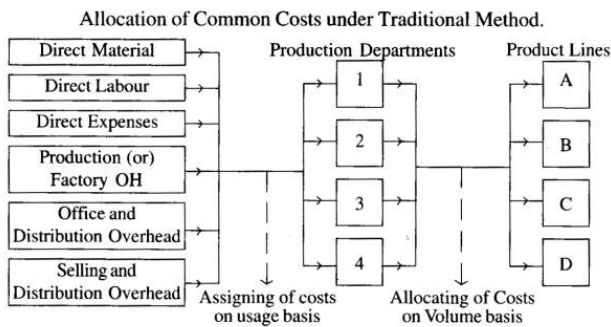 Allocation of Common Costs under Traditional Method.
Direct Material
Direct Labour
Direct Expenses
Production (or)
Factory OH
Office and
Distribution Overhead
Selling and
Distribution Overhead
Production Departments
1
2
3
4
Product Lines
A
B
C
D
Assigning of costs
on usage basis
Allocating of Costs
on Volume basis